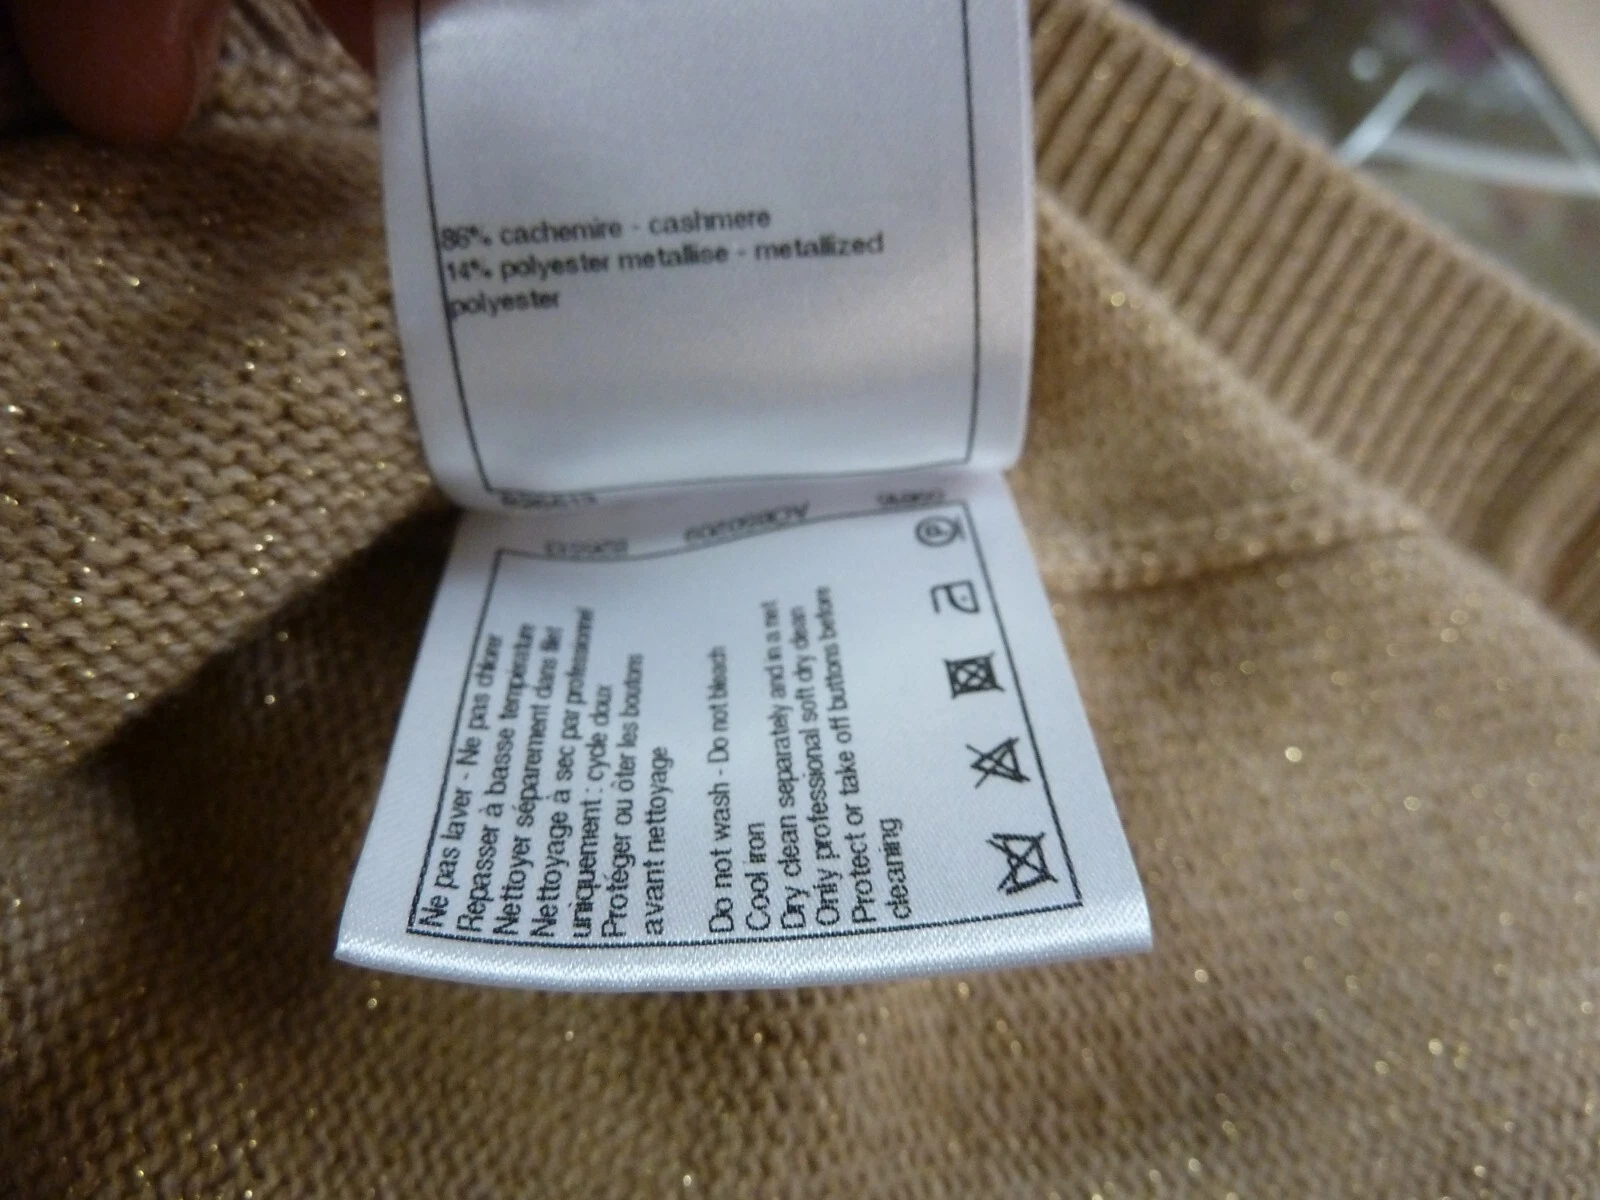 86% cachemire - cashmere
14% polyester metallise - metallized
polyester
Ne pas laver - Ne pas chlorer
Repasser à basse temperature
Nettoyer séparement dans filet
Nettoyage à sec par professionnel
uniquement : cycle doux
Protéger ou ôter les boutons
avant nettoyage
Do not wash - Do not bleach
Cool iron
Dry clean separately and in a net
Only professional soft dry clean
Protect or take off buttons before
cleaning
P